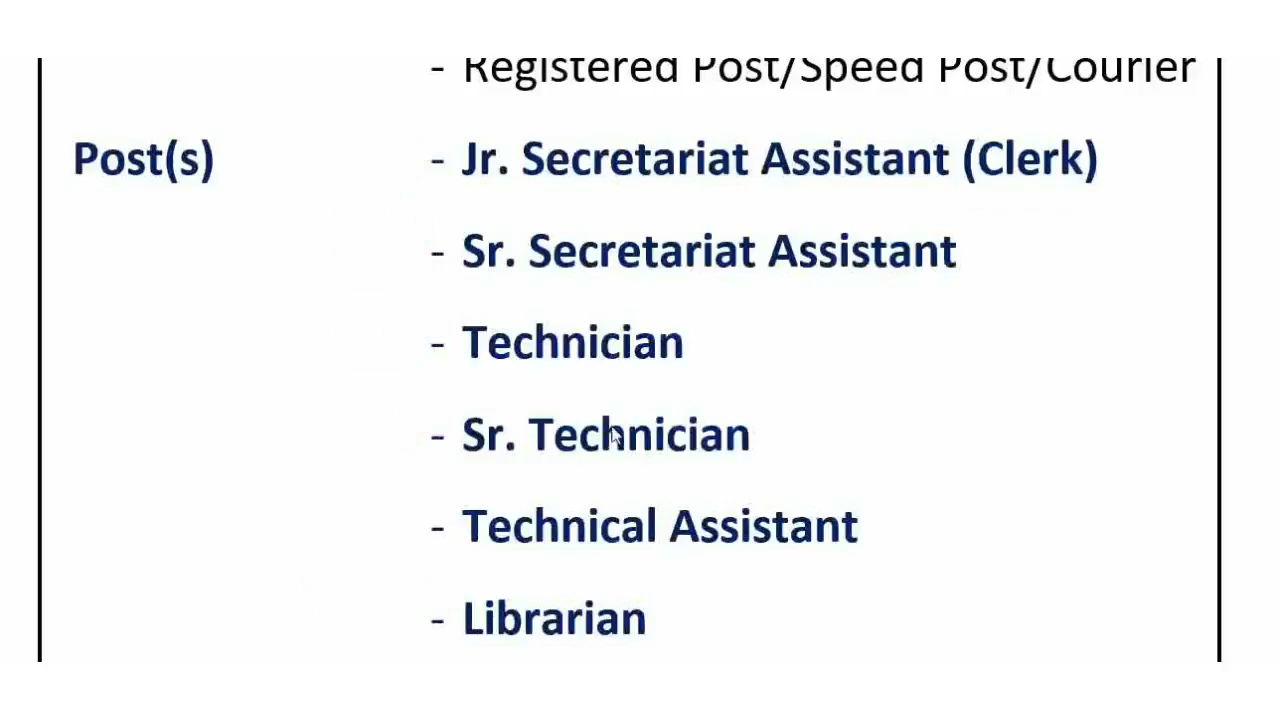 - Registered Post/Speed Post/Courier
Post(s) - Jr. Secretariat Assistant (Clerk)
- Sr. Secretariat Assistant
- Technician
- Sr. Technician
- Technical Assistant
- Librarian